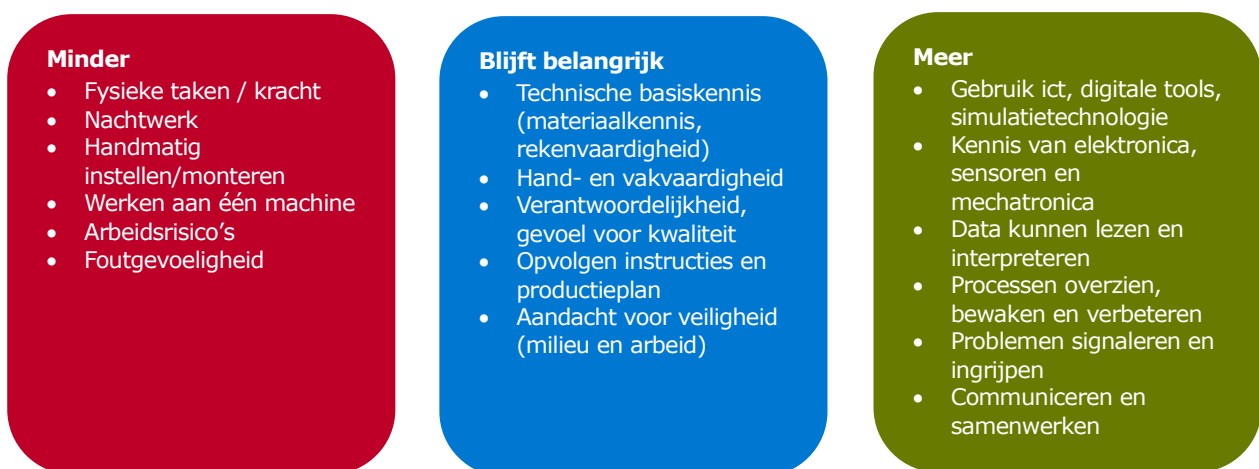 Minder
• Fysieke taken / kracht
• Nachtwerk
• Handmatig
instellen/monteren
• Werken aan één machine
• Arbeidsrisico's
• Foutgevoeligheid
Blijft belangrijk
• Technische basiskennis
(materiaalkennis,
rekenvaardigheid)
• Hand- en vakvaardigheid
• Verantwoordelijkheid,
gevoel voor kwaliteit
• Opvolgen instructies en
productieplan
• Aandacht voor veiligheid
(milieu en arbeid)
Meer
• Gebruik ict, digitale tools,
simulatietechnologie
• Kennis van elektronica,
sensoren en
mechatronica
• Data kunnen lezen en
interpreteren
• Processen overzien,
bewaken en verbeteren
• Problemen signaleren en
ingrijpen
• Communiceren en
samenwerken